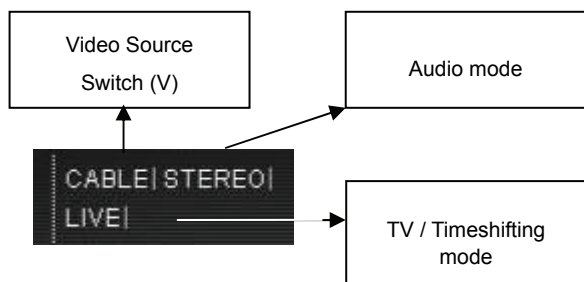 Video Source
Switch (V)
Audio mode
CABLE| STEREO|
LIVE|
TV / Timeshifting
mode